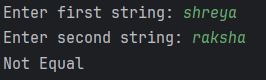 Enter first string: shreya
Enter second string: raksha
Not Equal